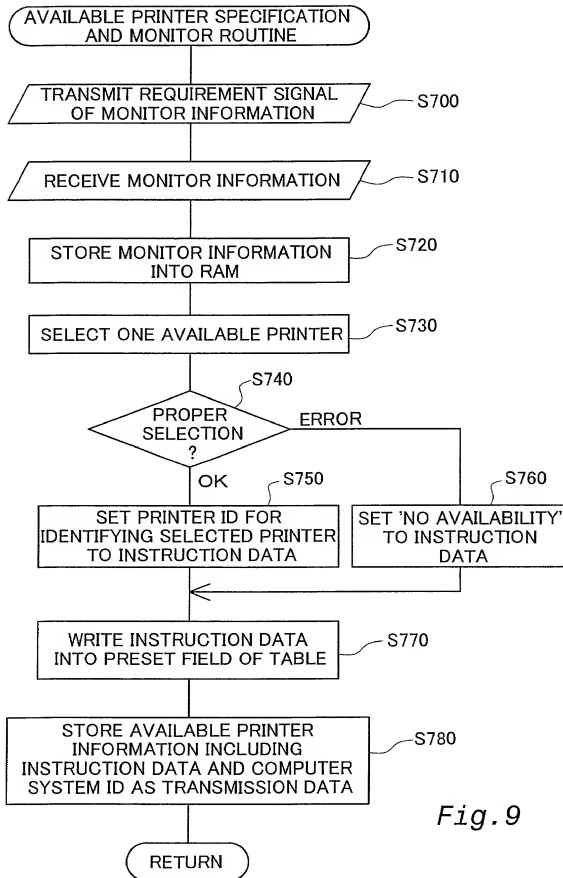 AVAILABLE PRINTER SPECIFICATION
AND MONITOR ROUTINE
TRANSMIT REQUIREMENT SIGNAL
OF MONITOR INFORMATION
S700
RECEIVE MONITOR INFORMATION
S710
STORE MONITOR INFORMATION
INTO RAM
S720
SELECT ONE AVAILABLE PRINTER
S730
S740
PROPER
SELECTION
?
ERROR
OK
S750
SET PRINTER ID FOR
IDENTIFYING SELECTED PRINTER
TO INSTRUCTION DATA
S760
SET 'NO AVAILABILITY'
TO INSTRUCTION
DATA
WRITE INSTRUCTION DATA
INTO PRESET FIELD OF TABLE
S770
STORE AVAILABLE PRINTER
INFORMATION INCLUDING
INSTRUCTION DATA AND COMPUTER
SYSTEM ID AS TRANSMISSION DATA
S780
RETURN
Fig.9